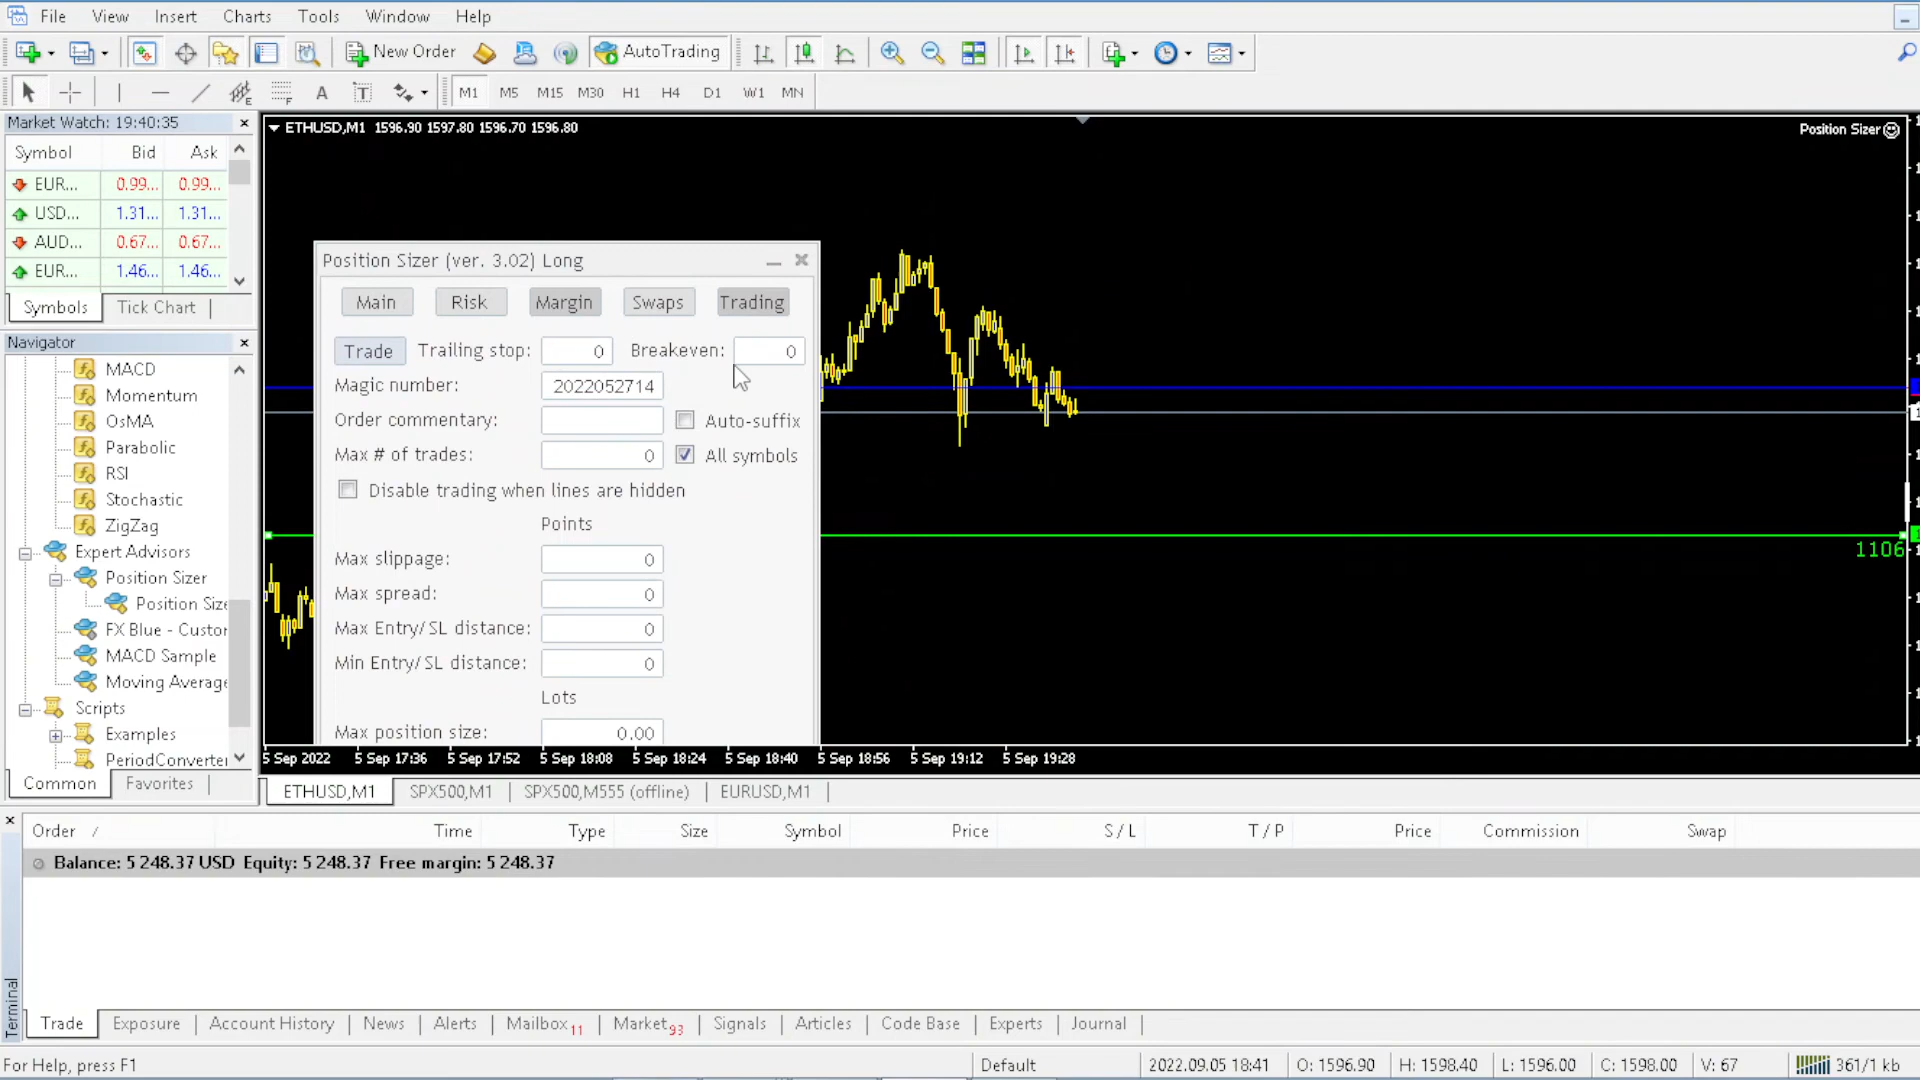 File View Insert Charts Tools Window Help
New Order AutoTrading
A T M1 M5 M15 M30 H1 H4 D1 W1 MN
Market Watch: 19:40:35
Symbol Bid Ask
EUR... 0.99... 0.99...
USD... 1.31... 1.31...
AUD... 0.67... 0.67...
EUR... 1.46... 1.46...
Symbols Tick Chart
Navigator
MACD
Momentum
OsMA
Parabolic
RSI
Stochastic
ZigZag
Expert Advisors
Position Sizer
Position Size
FX Blue - Custor
MACD Sample
Moving Average
Scripts
Examples
PeriodConverter
Common Favorites
ETHUSD,M1 1596.90 1597.80 1596.70 1596.80
Position Sizer
Position Sizer (ver. 3.02) Long
Main Risk Margin Swaps Trading
Trade Trailing stop: 0 Breakeven: 0
Magic number: 2022052714
Order commentary: Auto-suffix
Max # of trades: 0 All symbols
Disable trading when lines are hidden
Points
Max slippage: 0
Max spread: 0
Max Entry/SL distance: 0
Min Entry/SL distance: 0
Lots
Max position size: 0.00
1106
5 Sep 2022 5 Sep 17:36 5 Sep 17:52 5 Sep 18:08 5 Sep 18:24 5 Sep 18:40 5 Sep 18:56 5 Sep 19:12 5 Sep 19:28
ETHUSD,M1 SPX500,M1 SPX500,M555 (offline) EURUSD,M1
Order / Time Type Size Symbol Price S / L T / P Price Commission Swap
Balance: 5 248.37 USD Equity: 5 248.37 Free margin: 5 248.37
Terminal
Trade Exposure Account History News Alerts Mailbox 11 Market 93 Signals Articles Code Base Experts Journal
For Help, press F1 Default 2022.09.05 18:41 O: 1596.90 H: 1598.40 L: 1596.00 C: 1598.00 V: 67 361/1 kb